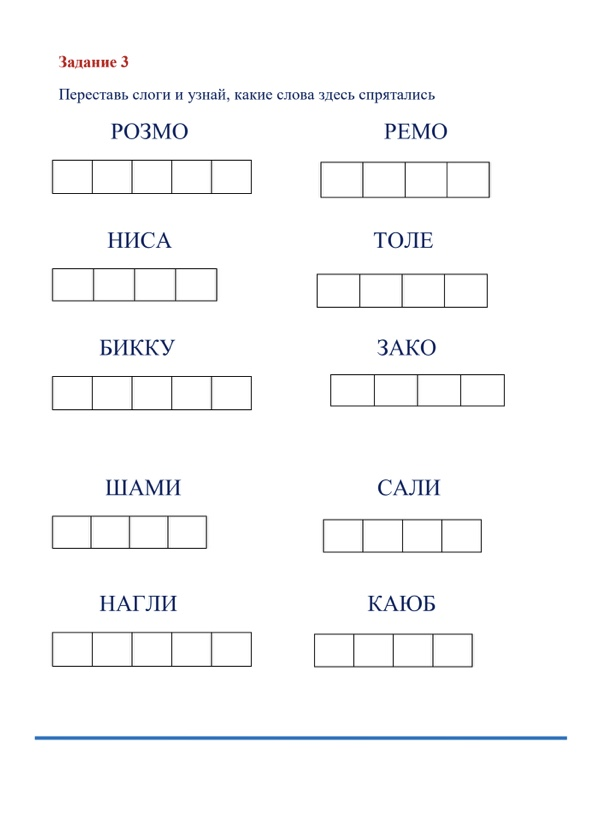 Задание 3
Переставь слоги и узнай, какие слова здесь спрятались
РОЗМО РЕМО
НИСА ТОЛЕ
БИККУ ЗАКО
ШАМИ САЛИ
НАГЛИ КАЮБ